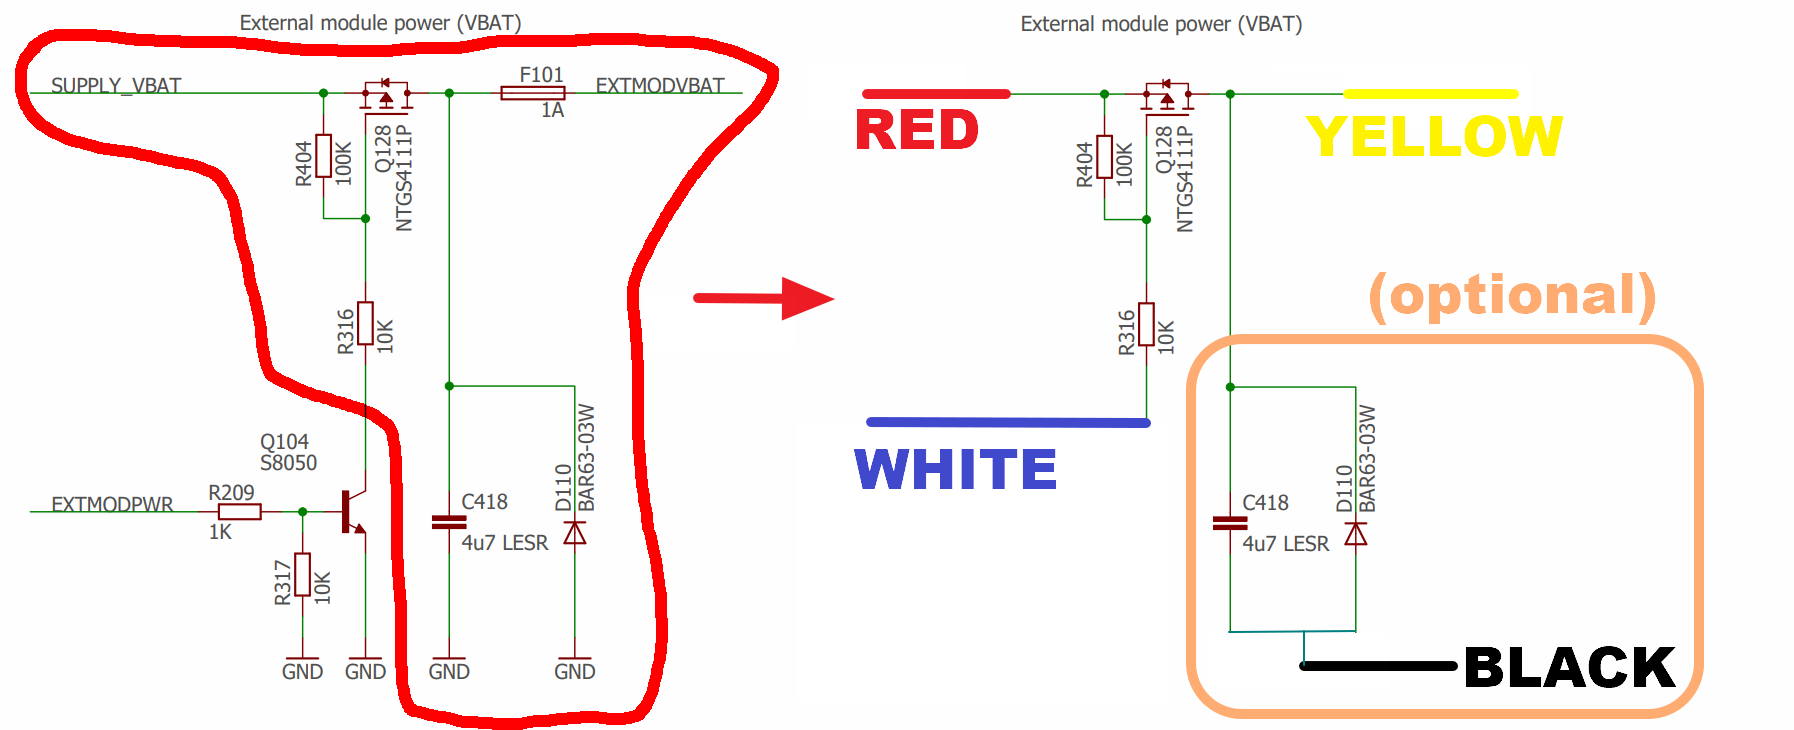 External module power (VBAT)
SUPPLY_VBAT
F101
1A
EXTMODVBAT
R404
100K
Q128
NTGS4111P
R316
10K
Q104
S8050
EXTMODPWR
R209
1K
R317
10K
C418
4u7 LESR
D110
BAR63-03W
GND
GND
GND
GND
External module power (VBAT)
RED
YELLOW
R404
100K
Q128
NTGS4111P
R316
10K
WHITE
(optional)
C418
4u7 LESR
D110
BAR63-03W
BLACK